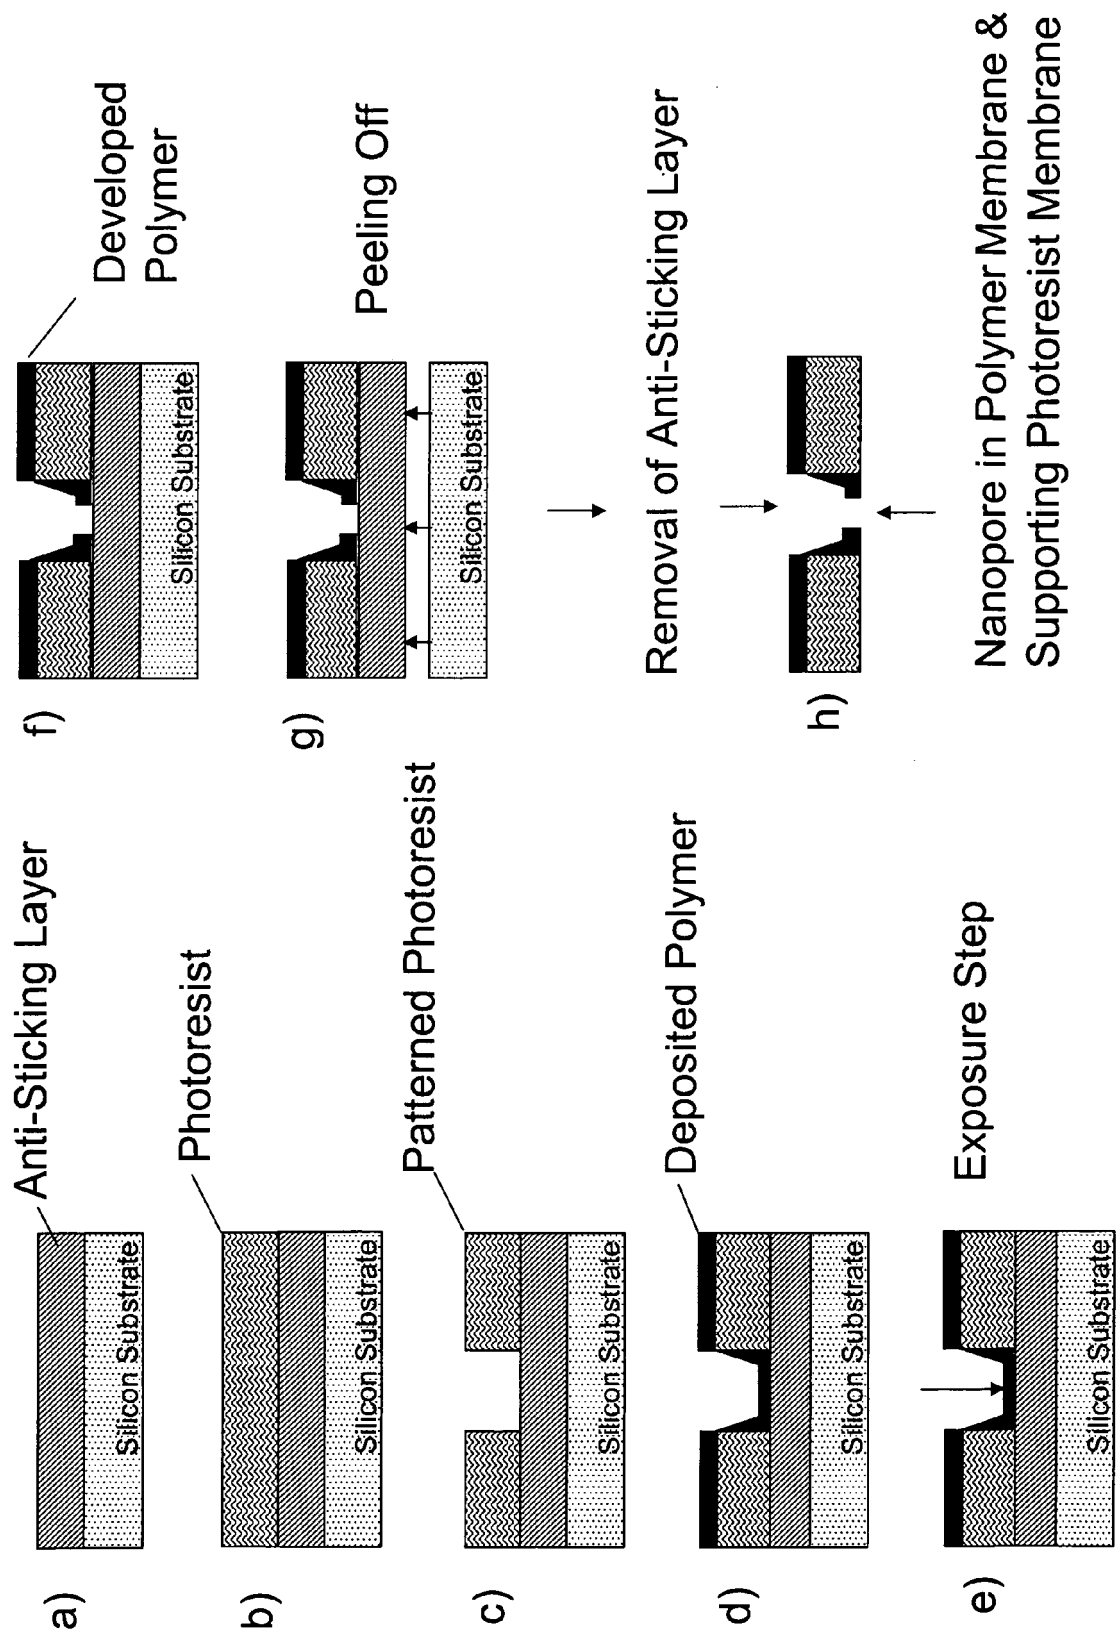 a)
Anti-Sticking Layer
Silicon Substrate
b)
Photoresist
Silicon Substrate
c)
Patterned Photoresist
Silicon Substrate
d)
Deposited Polymer
Silicon Substrate
e)
Exposure Step
Silicon Substrate
f)
Developed
Polymer
Silicon Substrate
g)
Peeling Off
Silicon Substrate
Removal of Anti-Sticking Layer
h)
Nanopore in Polymer Membrane &
Supporting Photoresist Membrane